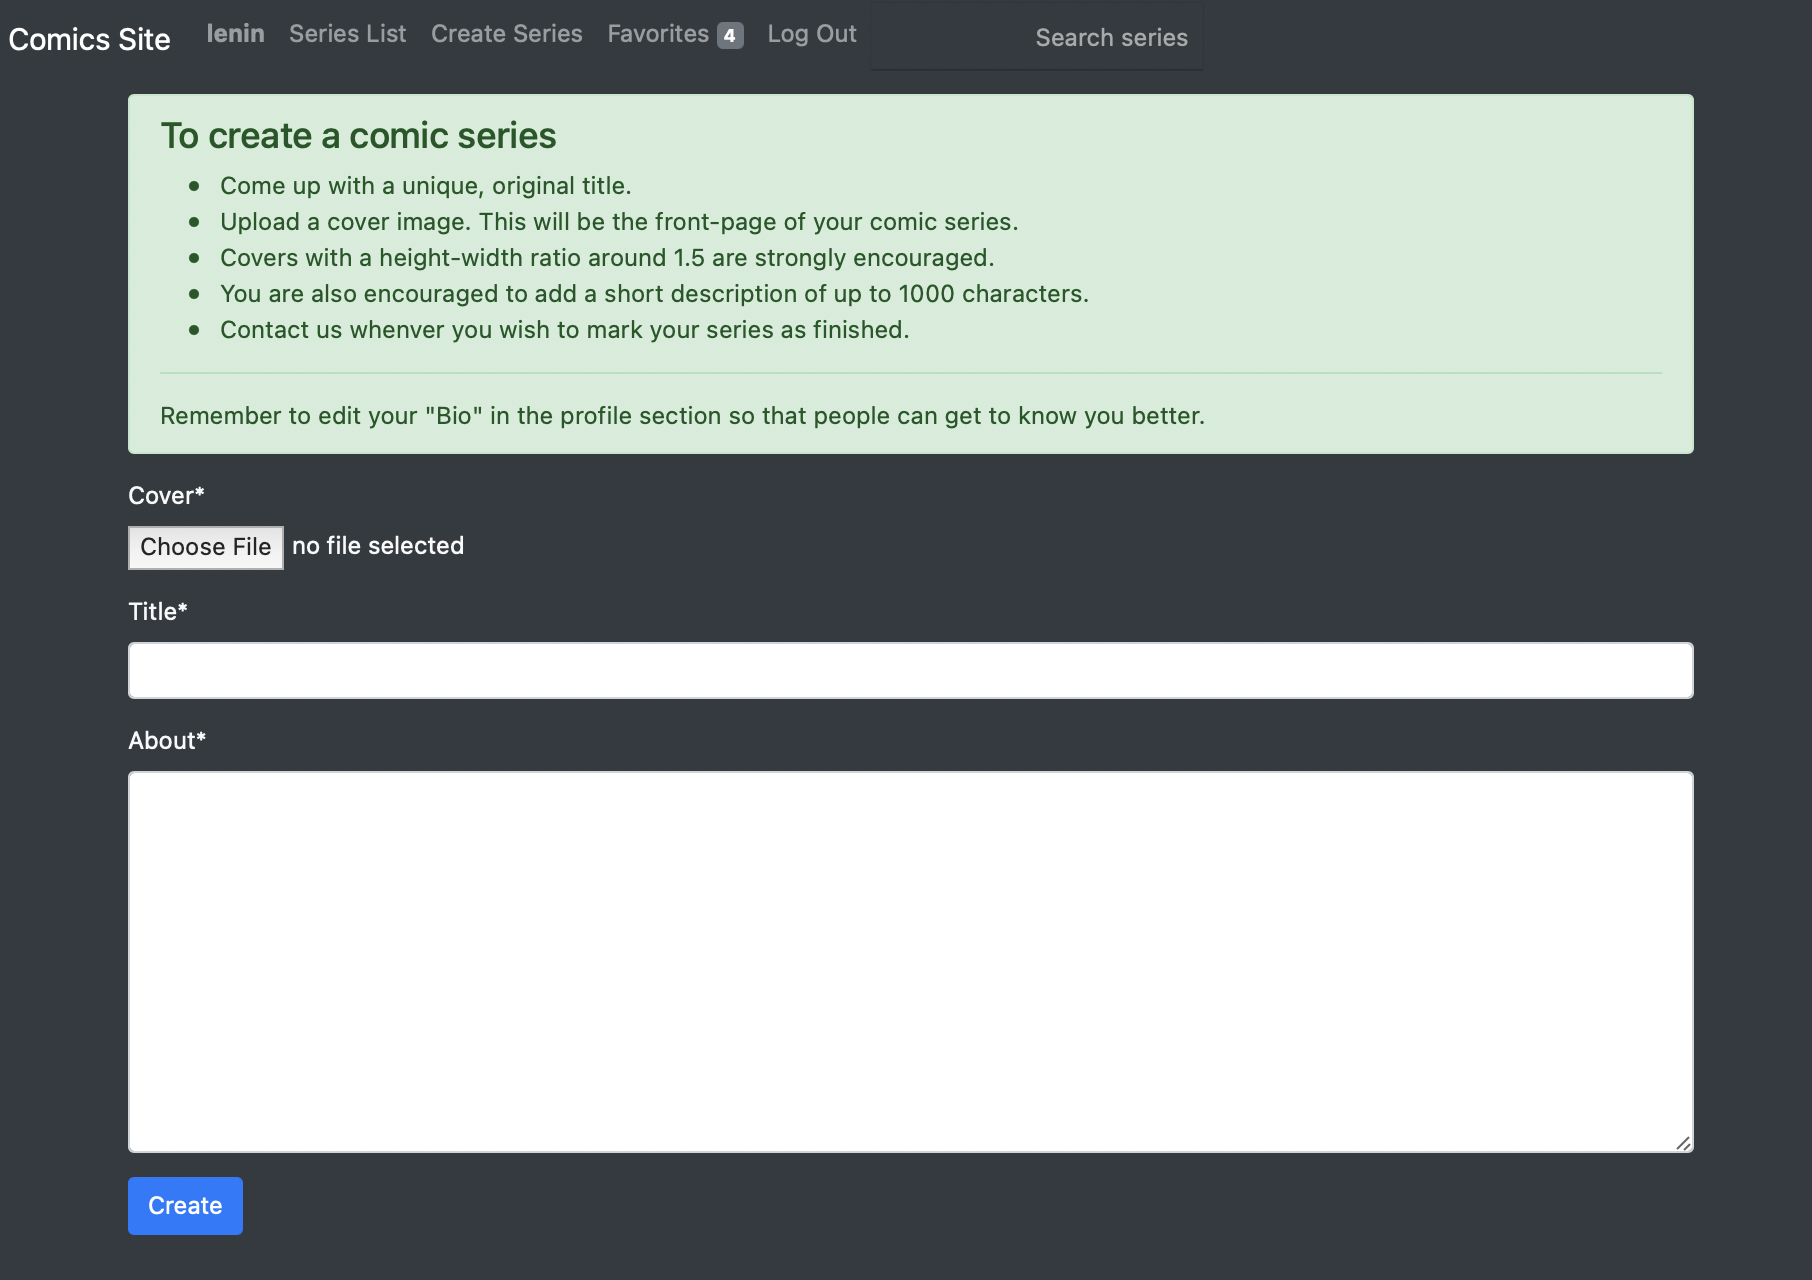 Comics Site lenin Series List Create Series Favorites 4 Log Out Search series
To create a comic series
Come up with a unique, original title.
Upload a cover image. This will be the front-page of your comic series.
Covers with a height-width ratio around 1.5 are strongly encouraged.
You are also encouraged to add a short description of up to 1000 characters.
Contact us whenver you wish to mark your series as finished.
Remember to edit your "Bio" in the profile section so that people can get to know you better.
Cover*
Choose File no file selected
Title*
About*
Create